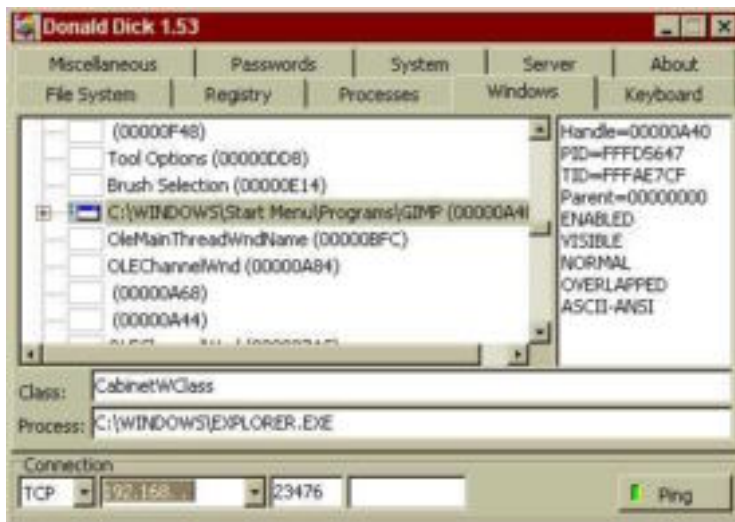 Donald Dick 1.53
Miscellaneous Passwords System Server About
File System Registry Processes Windows Keyboard
(00000F48)
Tool Options (00000DD8)
Brush Selection (00000E14)
C:\WINDOWS\Start Menu\Programs\GIMP (00000A4
OleMainThreadWndName (00000BFC)
OLEChannelWnd (00000A84)
(00000A68)
(00000A44)
Handle=00000A40
PID=FFFD5647
TID=FFFAE7CF
Parent=00000000
ENABLED
VISIBLE
NORMAL
OVERLAPPED
ASCII-ANSI
Class: CabinetWClass
Process: C:\WINDOWS\EXPLORER.EXE
Connection
TCP 192.168. 23476 Ping